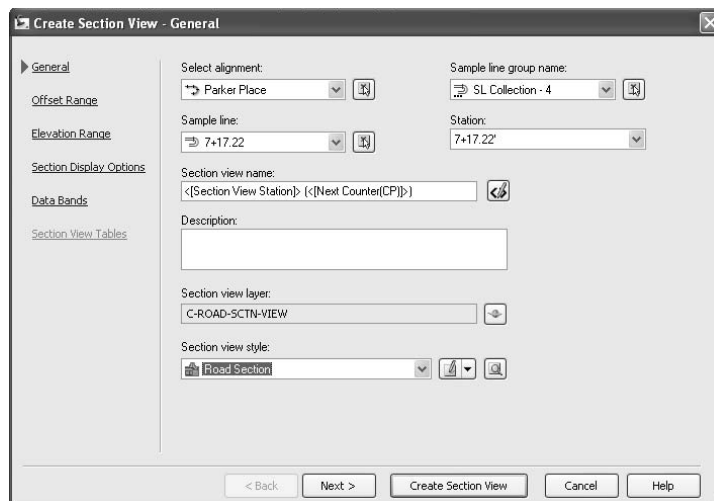 Create Section View - General
General
Offset Range
Elevation Range
Section Display Options
Data Bands
Section View Tables
Select alignment:
Parker Place
Sample line group name:
SL Collection - 4
Sample line:
7+17.22
Station:
7+17.22'
Section view name:
<[Section View Station]> (<[Next Counter(CP)]>)
Description:
Section view layer:
C-ROAD-SCTN-VIEW
Section view style:
Road Section
< Back
Next >
Create Section View
Cancel
Help